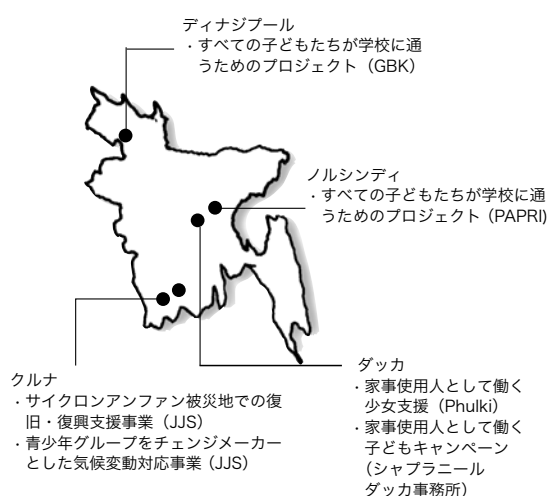 ディナジプール
・すべての子どもたちが学校に通
うためのプロジェクト（GBK）
ノルシンディ
・すべての子どもたちが学校に通
うためのプロジェクト（PAPRI）
クルナ
・サイクロンアンファン被災地での復
旧・復興支援事業（JJS）
・青少年グループをチェンジメーカー
とした気候変動対応事業（JJS）
ダッカ
・家事使用人として働く
少女支援（Phulki）
・家事使用人として働く
子どもキャンペーン
（シャプラニール
ダッカ事務所）